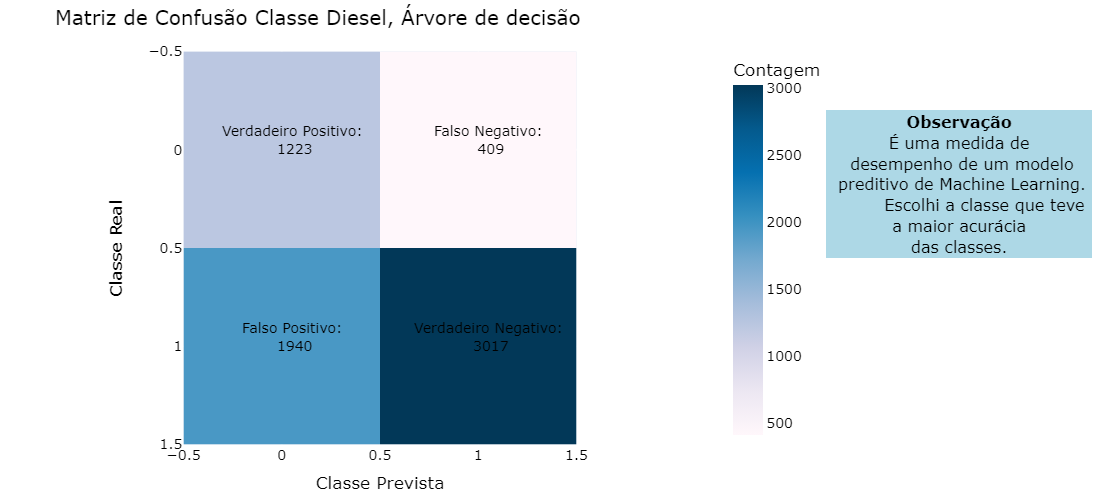 Matriz de Confusão Classe Diesel, Árvore de decisão
−0.5
0
0.5
1
1.5
Classe Real
Verdadeiro Positivo:
1223
Falso Negativo:
409
Falso Positivo:
1940
Verdadeiro Negativo:
3017
−0.5
0
0.5
1
1.5
Classe Prevista
Contagem
3000
2500
2000
1500
1000
500
Observação
É uma medida de
desempenho de um modelo
preditivo de Machine Learning.
Escolhi a classe que teve
a maior acurácia
das classes.